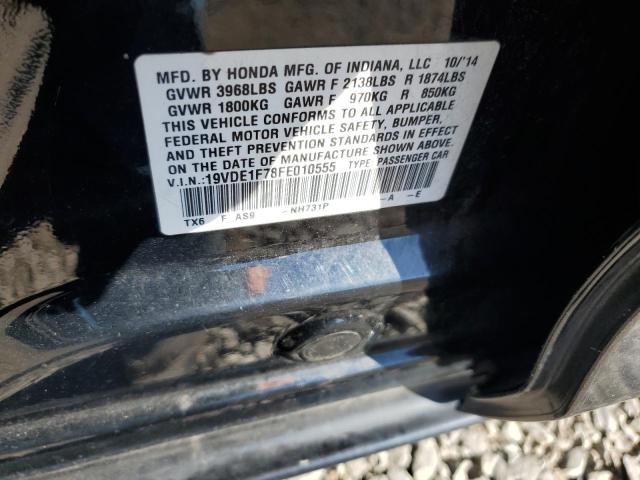 MFD. BY HONDA MFG. OF INDIANA, LLC 10/'14
GVWR 3968LBS GAWR F 2138LBS R 1874LBS
GVWR 1800KG GAWR F 970KG R 850KG
THIS VEHICLE CONFORMS TO ALL APPLICABLE
FEDERAL MOTOR VEHICLE SAFETY, BUMPER,
AND THEFT PREVENTION STANDARDS IN EFFECT
ON THE DATE OF MANUFACTURE SHOWN ABOVE.
V.I.N.:19VDE1F78FE010555 TYPE:PASSENGER CAR
TX6 F AS9 -NH731P -A -E